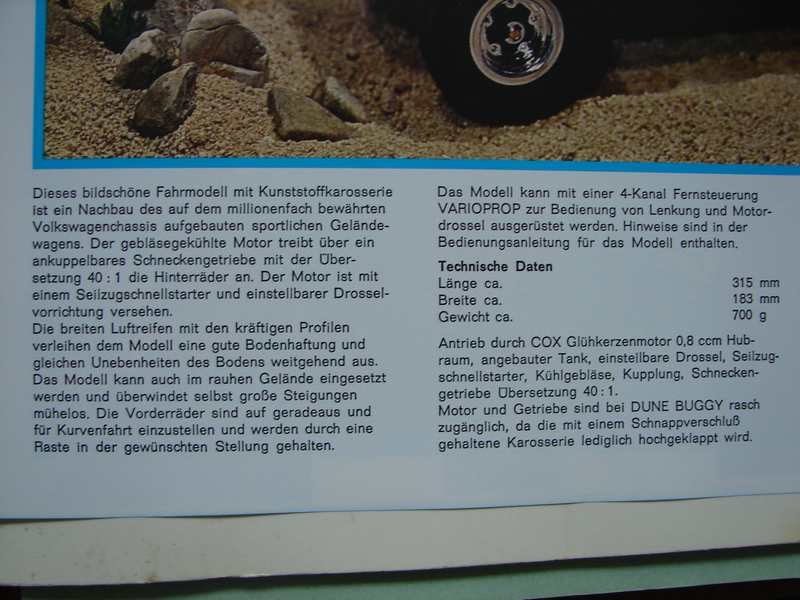 Dieses bildschöne Fahrmodell mit Kunststoffkarosserie
ist ein Nachbau des auf dem millionenfach bewährten
Volkswagenchassis aufgebauten sportlichen Gelände-
wagens. Der gebläsegekühlte Motor treibt über ein
ankuppelbares Schneckengetriebe mit der Über-
setzung 40 : 1 die Hinterräder an. Der Motor ist mit
einem Seilzugschnellstarter und einstellbarer Drossel-
vorrichtung versehen.
Die breiten Luftreifen mit den kräftigen Profilen
verleihen dem Modell eine gute Bodenhaftung und
gleichen Unebenheiten des Bodens weitgehend aus.
Das Modell kann auch im rauhen Gelände eingesetzt
werden und überwindet selbst große Steigungen
mühelos. Die Vorderräder sind auf geradeaus und
für Kurvenfahrt einzustellen und werden durch eine
Raste in der gewünschten Stellung gehalten.
Das Modell kann mit einer 4-Kanal Fernsteuerung
VARIOPROP zur Bedienung von Lenkung und Motor-
drossel ausgerüstet werden. Hinweise sind in der
Bedienungsanleitung für das Modell enthalten.
Technische Daten
Länge ca. 315 mm
Breite ca. 183 mm
Gewicht ca. 700 g
Antrieb durch COX Glühkerzenmotor 0,8 ccm Hub-
raum, angebauter Tank, einstellbare Drossel, Seilzug-
schnellstarter, Kühlgebläse, Kupplung, Schnecken-
getriebe Übersetzung 40 : 1.
Motor und Getriebe sind bei DUNE BUGGY rasch
zugänglich, da die mit einem Schnappverschluß
gehaltene Karosserie lediglich hochgeklappt wird.